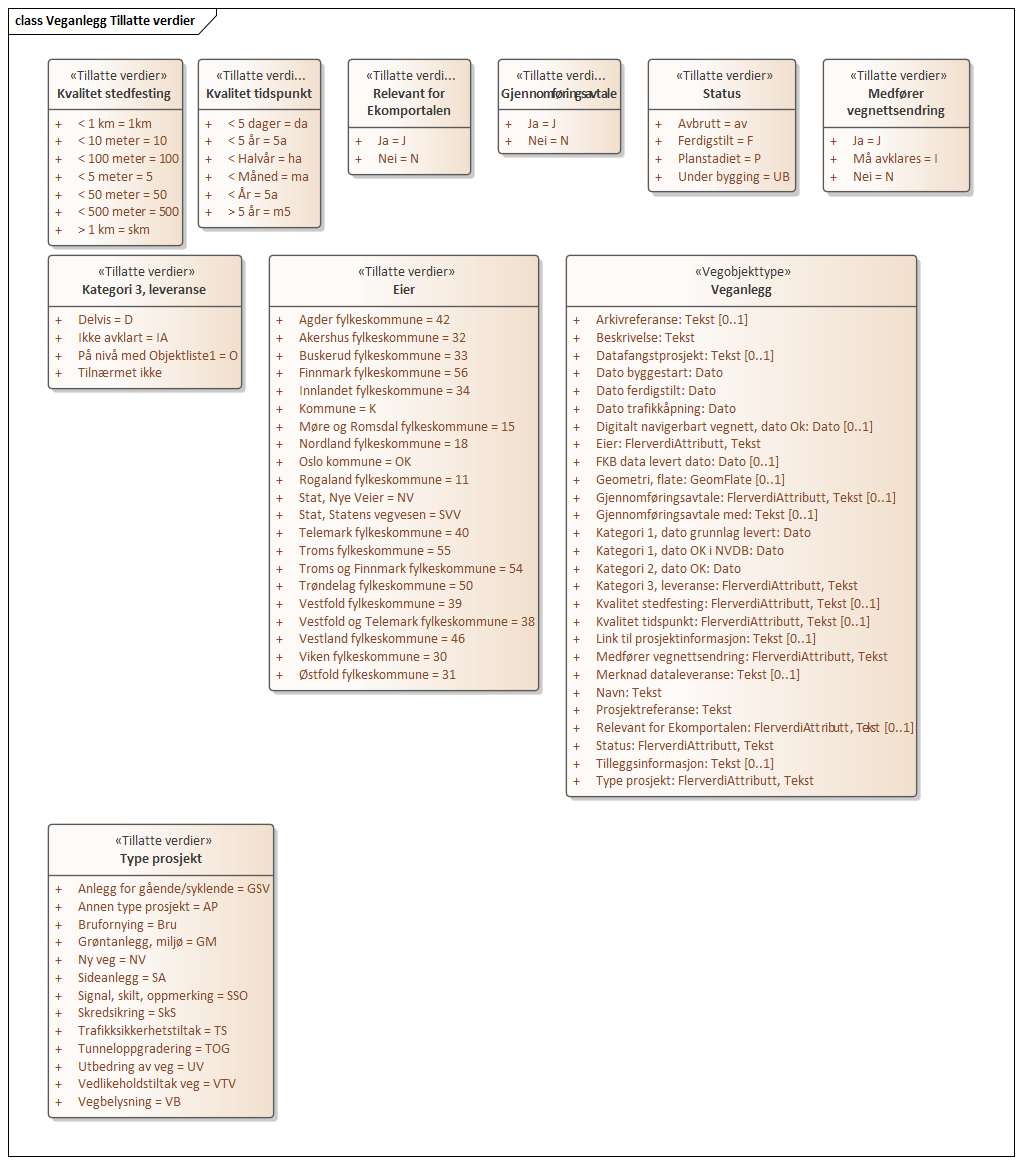 class Veganlegg Tillatte verdier
«Tillatte verdier»
Kvalitet stedfesting
+ < 1 km = 1km
+ < 10 meter = 10
+ < 100 meter = 100
+ < 5 meter = 5
+ < 50 meter = 50
+ < 500 meter = 500
+ > 1 km = skm
«Tillatte verdi...
Kvalitet tidspunkt
+ < 5 dager = da
+ < 5 år = 5a
+ < Halvår = ha
+ < Måned = ma
+ < År = 5a
+ > 5 år = m5
«Tillatte verdi...
Relevant for
Ekomportalen
+ Ja = J
+ Nei = N
«Tillatte verdi...
Gjennomføringsavtale
+ Ja = J
+ Nei = N
«Tillatte verdier»
Status
+ Avbrutt = av
+ Ferdigstilt = F
+ Planstadiet = P
+ Under bygging = UB
«Tillatte verdier»
Medfører
vegnettsendring
+ Ja = J
+ Må avklares = I
+ Nei = N
«Tillatte verdier»
Kategori 3, leveranse
+ Delvis = D
+ Ikke avklart = IA
+ På nivå med Objektliste1 = O
+ Tilnærmet ikke
«Tillatte verdier»
Eier
+ Agder fylkeskommune = 42
+ Akershus fylkeskommune = 32
+ Buskerud fylkeskommune = 33
+ Finnmark fylkeskommune = 56
+ Innlandet fylkeskommune = 34
+ Kommune = K
+ Møre og Romsdal fylkeskommune = 15
+ Nordland fylkeskommune = 18
+ Oslo kommune = OK
+ Rogaland fylkeskommune = 11
+ Stat, Nye Veier = NV
+ Stat, Statens vegvesen = SVV
+ Telemark fylkeskommune = 40
+ Troms fylkeskommune = 55
+ Troms og Finnmark fylkeskommune = 54
+ Trøndelag fylkeskommune = 50
+ Vestfold fylkeskommune = 39
+ Vestfold og Telemark fylkeskommune = 38
+ Vestland fylkeskommune = 46
+ Viken fylkeskommune = 30
+ Østfold fylkeskommune = 31
«Vegobjekttype»
Veganlegg
+ Arkivreferanse: Tekst [0..1]
+ Beskrivelse: Tekst
+ Datafangstprosjekt: Tekst [0..1]
+ Dato byggestart: Dato
+ Dato ferdigstilt: Dato
+ Dato trafikkåpning: Dato
+ Digitalt navigerbart vegnett, dato Ok: Dato [0..1]
+ Eier: FlerverdiAttributt, Tekst
+ FKB data levert dato: Dato [0..1]
+ Geometri, flate: GeomFlate [0..1]
+ Gjennomføringsavtale: FlerverdiAttributt, Tekst [0..1]
+ Gjennomføringsavtale med: Tekst [0..1]
+ Kategori 1, dato grunnlag levert: Dato
+ Kategori 1, dato OK i NVDB: Dato
+ Kategori 2, dato OK: Dato
+ Kategori 3, leveranse: FlerverdiAttributt, Tekst
+ Kvalitet stedfesting: FlerverdiAttributt, Tekst [0..1]
+ Kvalitet tidspunkt: FlerverdiAttributt, Tekst [0..1]
+ Link til prosjektinformasjon: Tekst [0..1]
+ Medfører vegnettsendring: FlerverdiAttributt, Tekst
+ Merknad dataleveranse: Tekst [0..1]
+ Navn: Tekst
+ Prosjektreferanse: Tekst
+ Relevant for Ekomportalen: FlerverdiAttributt, Tekst [0..1]
+ Status: FlerverdiAttributt, Tekst
+ Tilleggsinformasjon: Tekst [0..1]
+ Type prosjekt: FlerverdiAttributt, Tekst
«Tillatte verdier»
Type prosjekt
+ Anlegg for gående/syklende = GSV
+ Annen type prosjekt = AP
+ Brufornying = Bru
+ Grøntanlegg, miljø = GM
+ Ny veg = NV
+ Sideanlegg = SA
+ Signal, skilt, oppmerking = SSO
+ Skredsikring = SkS
+ Trafikksikkerhetstiltak = TS
+ Tunneloppgradering = TOG
+ Utbedring av veg = UV
+ Vedlikeholdstiltak veg = VTV
+ Vegbelysning = VB